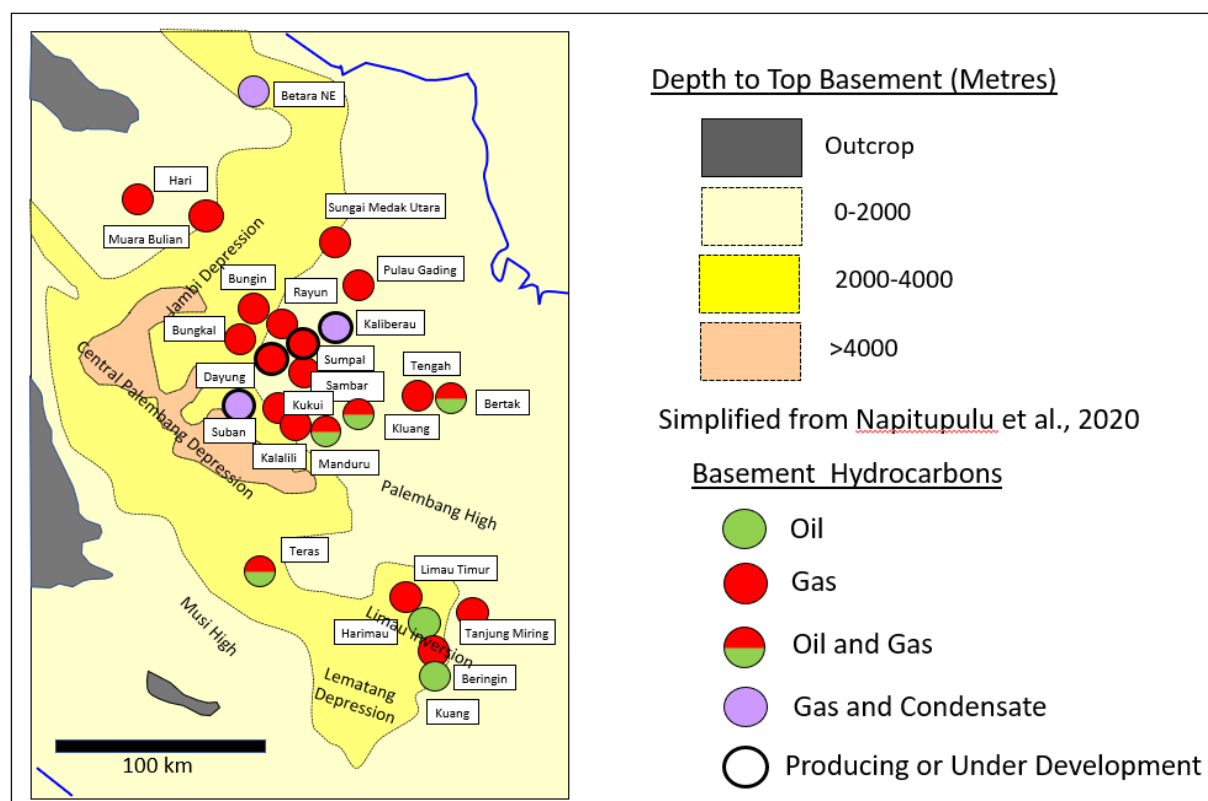 Betara NE
Hari
Muara Bulian
Sungai Medak Utara
Jambi Depression
Bungin
Pulau Gading
Rayun
Kaliberau
Bungkal
Central Palembang Depression
Sumpal
Dayung
Sambar
Tengah
Bertak
Kukui
Kluang
Suban
Kalalili
Manduru
Palembang High
Teras
Limau Timur
Musi High
Harimau
Limau inversion
Tanjung Miring
Beringin
Lematang
Depression
Kuang
100 km
Depth to Top Basement (Metres)
Outcrop
0-2000
2000-4000
>4000
Simplified from Napitupulu et al., 2020
Basement Hydrocarbons
Oil
Gas
Oil and Gas
Gas and Condensate
Producing or Under Development